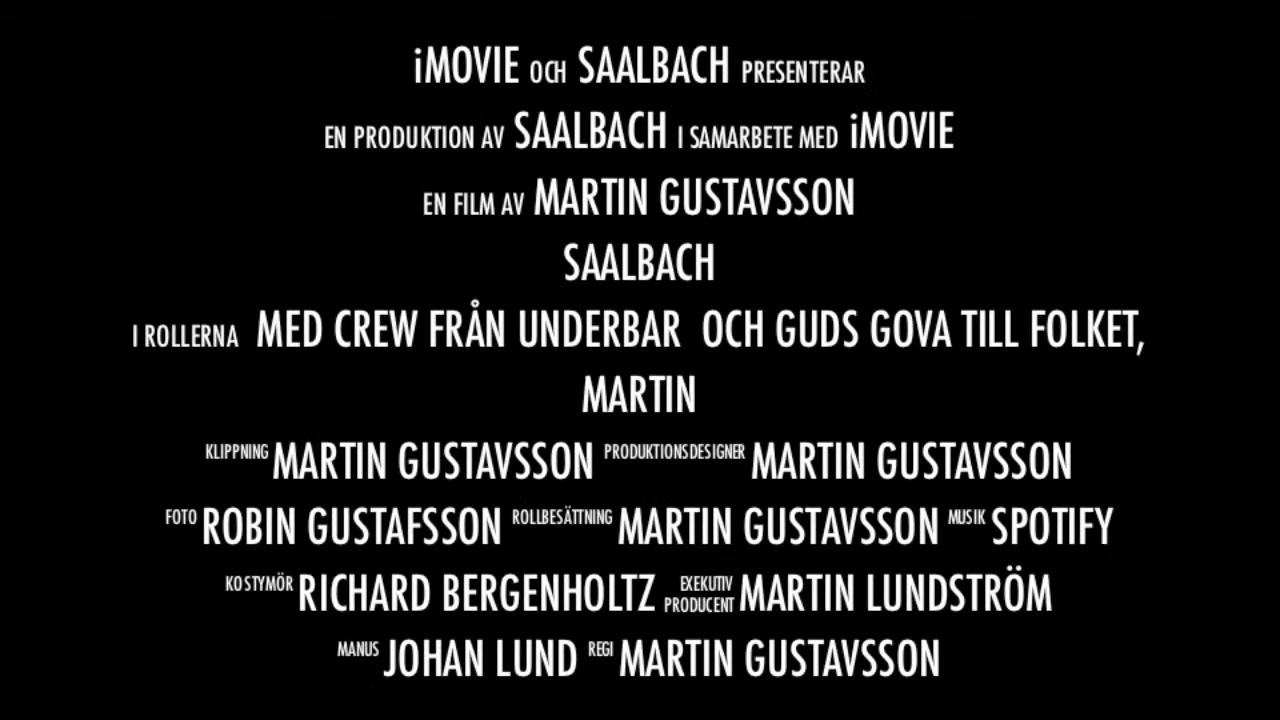 iMOVIE OCH SAALBACH PRESENTERAR
EN PRODUKTION AV SAALBACH I SAMARBETE MED iMOVIE
EN FILM AV MARTIN GUSTAVSSON
SAALBACH
I ROLLERNA MED CREW FRÅN UNDERBAR OCH GUDS GOVA TILL FOLKET,
MARTIN
KLIPPNING MARTIN GUSTAVSSON PRODUKTIONSDESIGNER MARTIN GUSTAVSSON
FOTO ROBIN GUSTAFSSON ROLLBESÄTTNING MARTIN GUSTAVSSON MUSIK SPOTIFY
KOSTYMÖR RICHARD BERGENHOLTZ EXEKUTIV PRODUCENT MARTIN LUNDSTRÖM
MANUS JOHAN LUND REGI MARTIN GUSTAVSSON